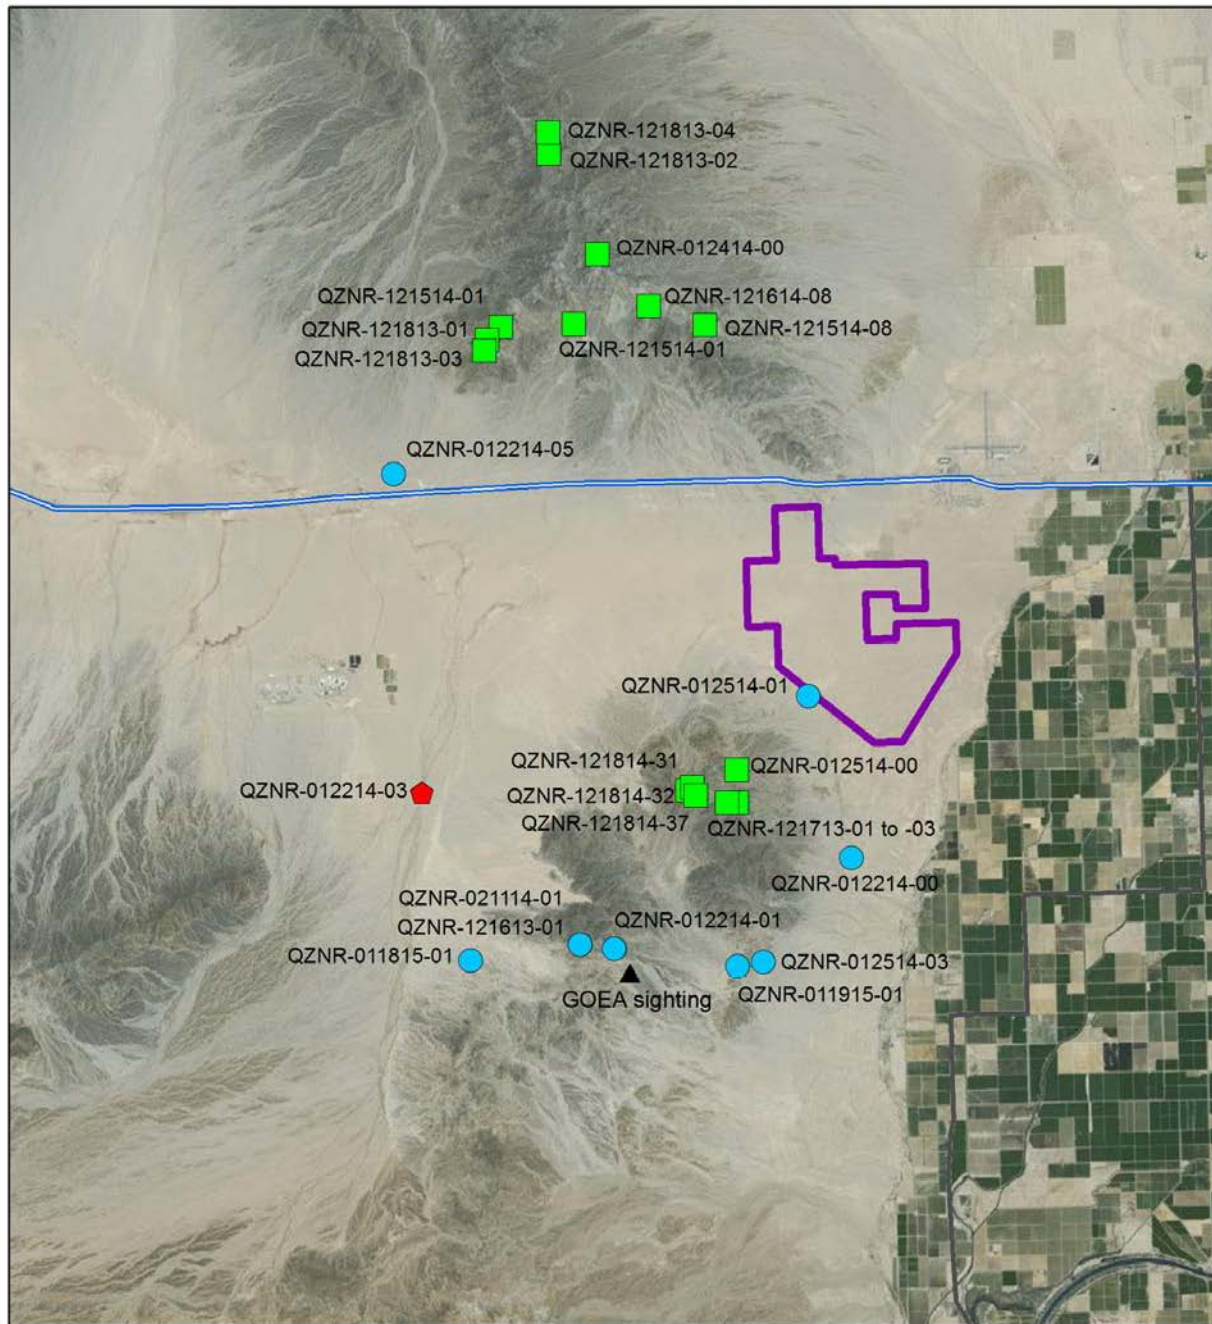 QZNR-121813-04
QZNR-121813-02
QZNR-012414-00
QZNR-121514-01
QZNR-121614-08
QZNR-121813-01
QZNR-121514-08
QZNR-121813-03
QZNR-121514-01
QZNR-012214-05
QZNR-012514-01
QZNR-121814-31
QZNR-012514-00
QZNR-012214-03
QZNR-121814-32
QZNR-121814-37
QZNR-121713-01 to -03
QZNR-012214-00
QZNR-021114-01
QZNR-121613-01
QZNR-012214-01
QZNR-011815-01
QZNR-012514-03
GOEA sighting
QZNR-011915-01